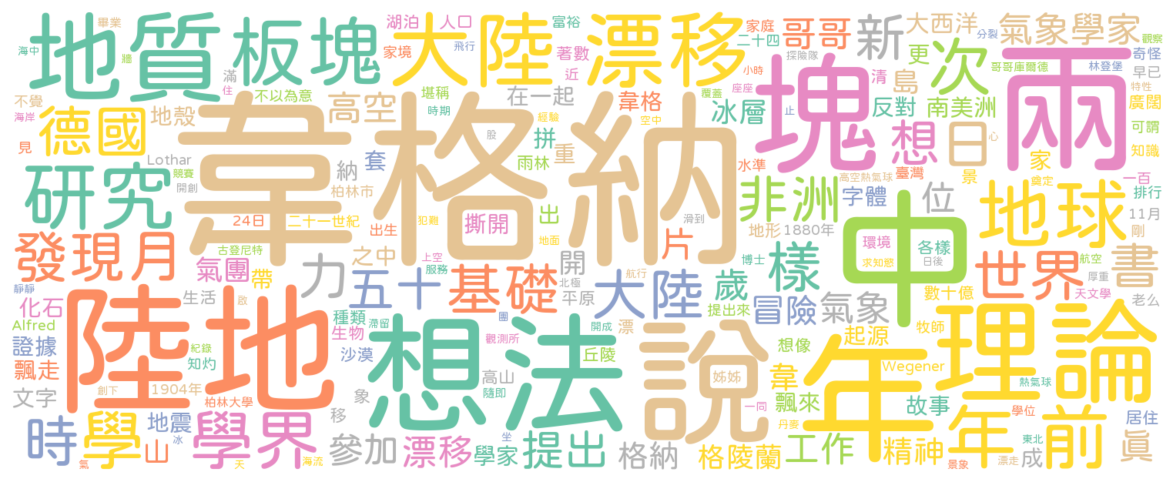 韋格納
地質
板塊
大陸漂移
哥哥
新
次
兩
塊
氣象學家
大西洋
湖泊
人口
富裕
家庭
二十四
探險隊
飛行
著數
家境
近
畢業
海中
牆
滿
住
不以為意
高空
堪稱
時期
在一起
韋格
經驗
空中
覆蓋
小時
座座
冰層
清
更
島
反對
南美洲
分裂
哥哥庫爾德
林登堡
觀察
奇怪
早已
特性
廣闊
可謂
知識
一百
排行
不覺
海岸
見
德國
地殼
Lothar
競賽
開創
納
套
柏林市
拼
雨林
重
股
水準
想
日
家
景
心
止
臺灣
高空熱氣球
奠定
研究
24日
二十一世紀
出生
犯剛
地面
撕開
出
滑到
非洲
字體
位
地球
11月
剛
發現
月
古登尼特
之中
上空
服務
片
地形
1880年
中
環境
求知慾
各樣
日後
航空
厚重
書
靜靜
氣團
帶
力
五十
基礎
開
北極
平原
航行
大陸
博士
歲
樣
世界
天文學
數十億
老么
化石
生活
啟
Alfred
陸地
種類
生物
滯留
團
開成
觀測所
漂
提出來
冒險
氣象
起源
牧師
證據
紀錄
飄走
知灼
沙漠
想法
丘陵
說
姊姊
想像
年
理論
文字
創下
1904年
柏林大學
象
移
高山
隨即
韋
飄來
一同
Wegener
熱氣球
故事
學位
居住
時
學
山
地震
冰
學界
海流
天
氣
參加
漂移
學家
坐
提出
格納
格陵蘭
丹麥
工作
精神
年
景象
漂走
東北
成
前
真